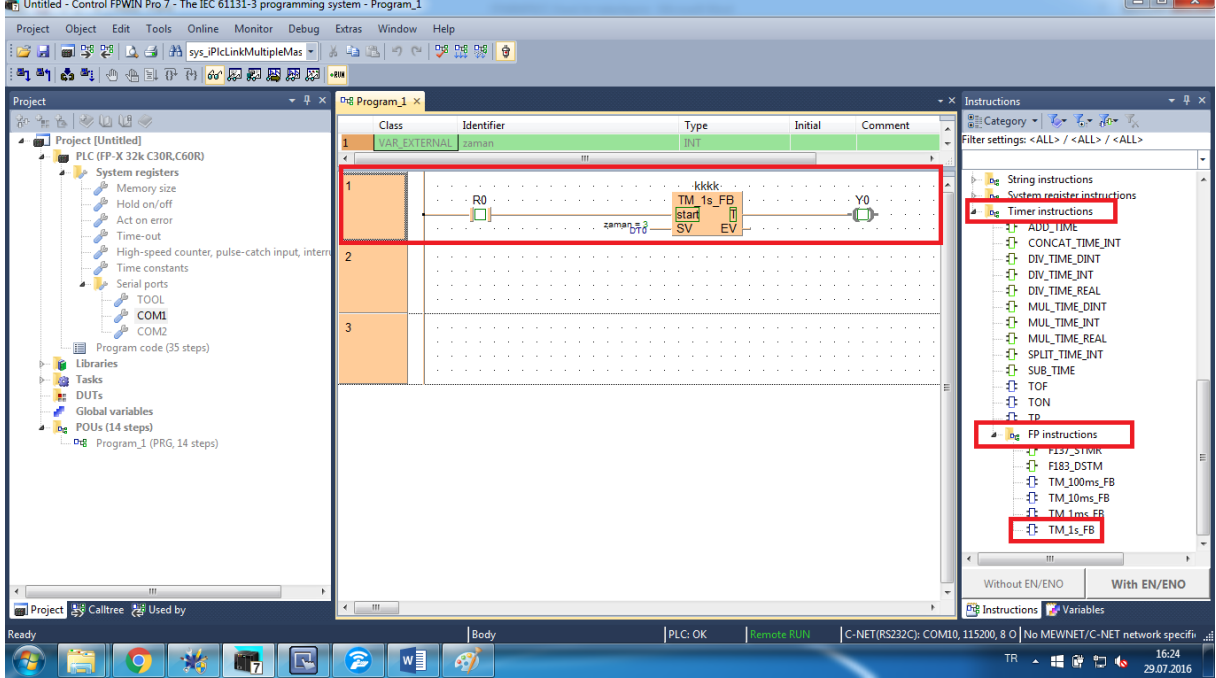 Untitled - Control FPWIN Pro 7 - The IEC 61131-3 programming system - Program_1
Project Object Edit Tools Online Monitor Debug Extras Window Help
sys_iPlcLinkMultipleMas
Project
Project [Untitled]
PLC (FP-X 32k C30R,C60R)
System registers
Memory size
Hold on/off
Act on error
Time-out
High-speed counter, pulse-catch input, interru
Time constants
Serial ports
TOOL
COM1
COM2
Program code (35 steps)
Libraries
Tasks
DUTs
Global variables
POUs (14 steps)
Program_1 (PRG, 14 steps)
Project Calltree Used by
Program_1
Class Identifier Type Initial Comment
1 VAR_EXTERNAL zaman INT
1
kkkk
R0 TM_1s_FB Y0
start T
zaman = 3
DT0
SV EV
2
3
Instructions
Category
Filter settings: <ALL> / <ALL> / <ALL>
String instructions
System register instructions
Timer instructions
ADD_TIME
CONCAT_TIME_INT
DIV_TIME_DINT
DIV_TIME_INT
DIV_TIME_REAL
MUL_TIME_DINT
MUL_TIME_INT
MUL_TIME_REAL
SPLIT_TIME_INT
SUB_TIME
TOF
TON
TP
FP instructions
F137_STMR
F183_DSTM
TM_100ms_FB
TM_10ms_FB
TM_1ms_FB
TM_1s_FB
Without EN/ENO With EN/ENO
Instructions Variables
Ready Body PLC: OK Remote RUN C-NET(RS232C): COM10, 115200, 8 O No MEWNET/C-NET network specifi
TR 16:24
29.07.2016